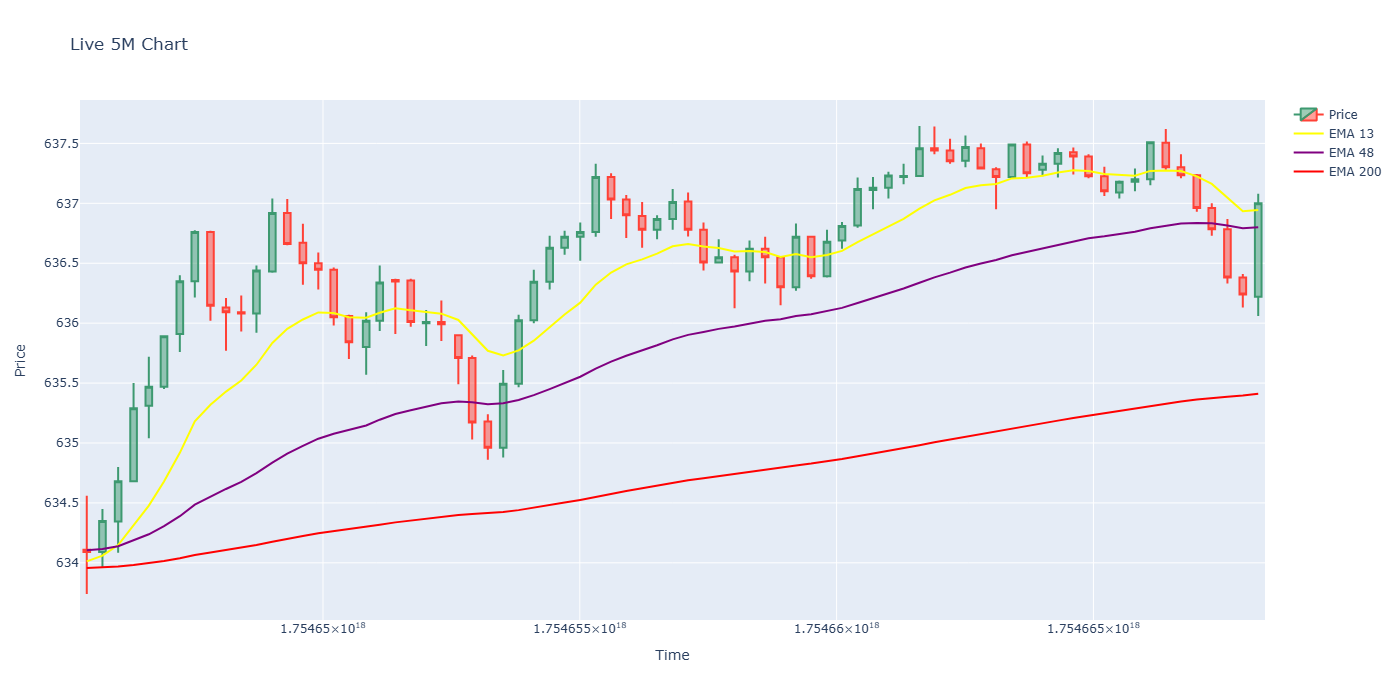 Live 5M Chart
Price
EMA 13
EMA 48
EMA 200
637.5
637
636.5
636
635.5
635
634.5
634
Price
1.75465×10¹⁸
1.754655×10¹⁸
1.75466×10¹⁸
1.754665×10¹⁸
Time